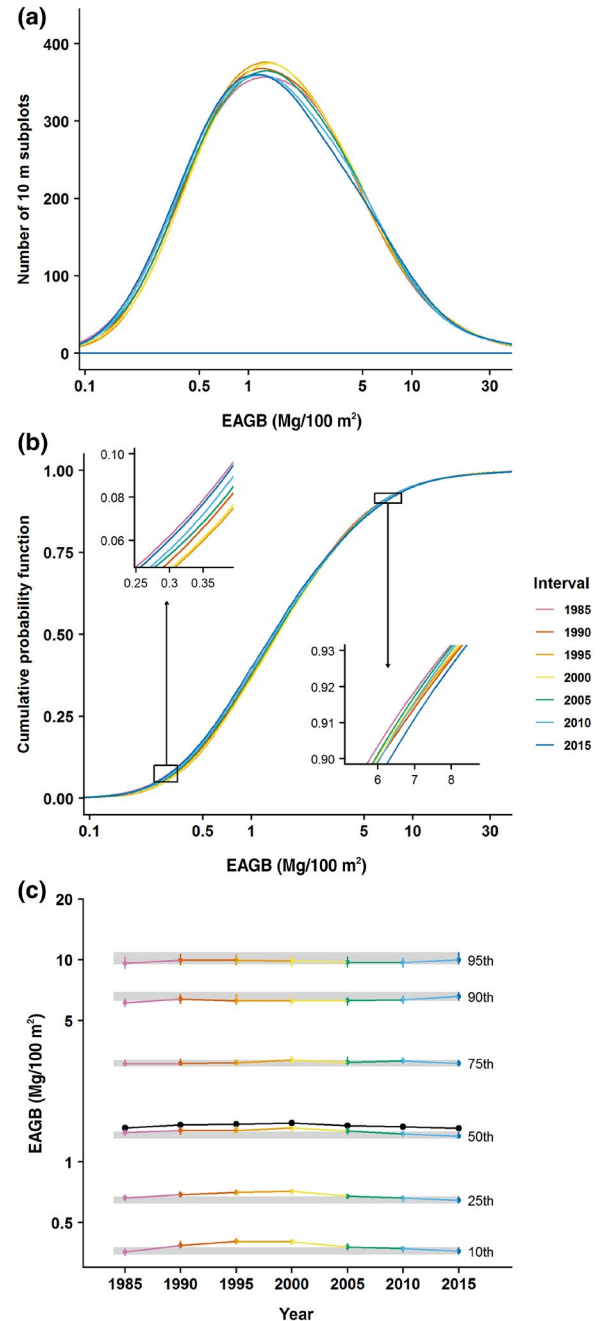 (a)
Number of 10 m subplots
400
300
200
100
0
0.1 0.5 1 5 10 30
EAGB (Mg/100 m²)
(b)
Cumulative probability function
1.00
0.75
0.50
0.25
0.00
0.10
0.08
0.06
0.25 0.3 0.35
0.93
0.92
0.91
0.90
6 7 8
0.1 0.5 1 5 10 30
EAGB (Mg/100 m²)
Interval
1985
1990
1995
2000
2005
2010
2015
(c)
EAGB (Mg/100 m²)
20
10
5
1
0.5
95th
90th
75th
50th
25th
10th
1985 1990 1995 2000 2005 2010 2015
Year